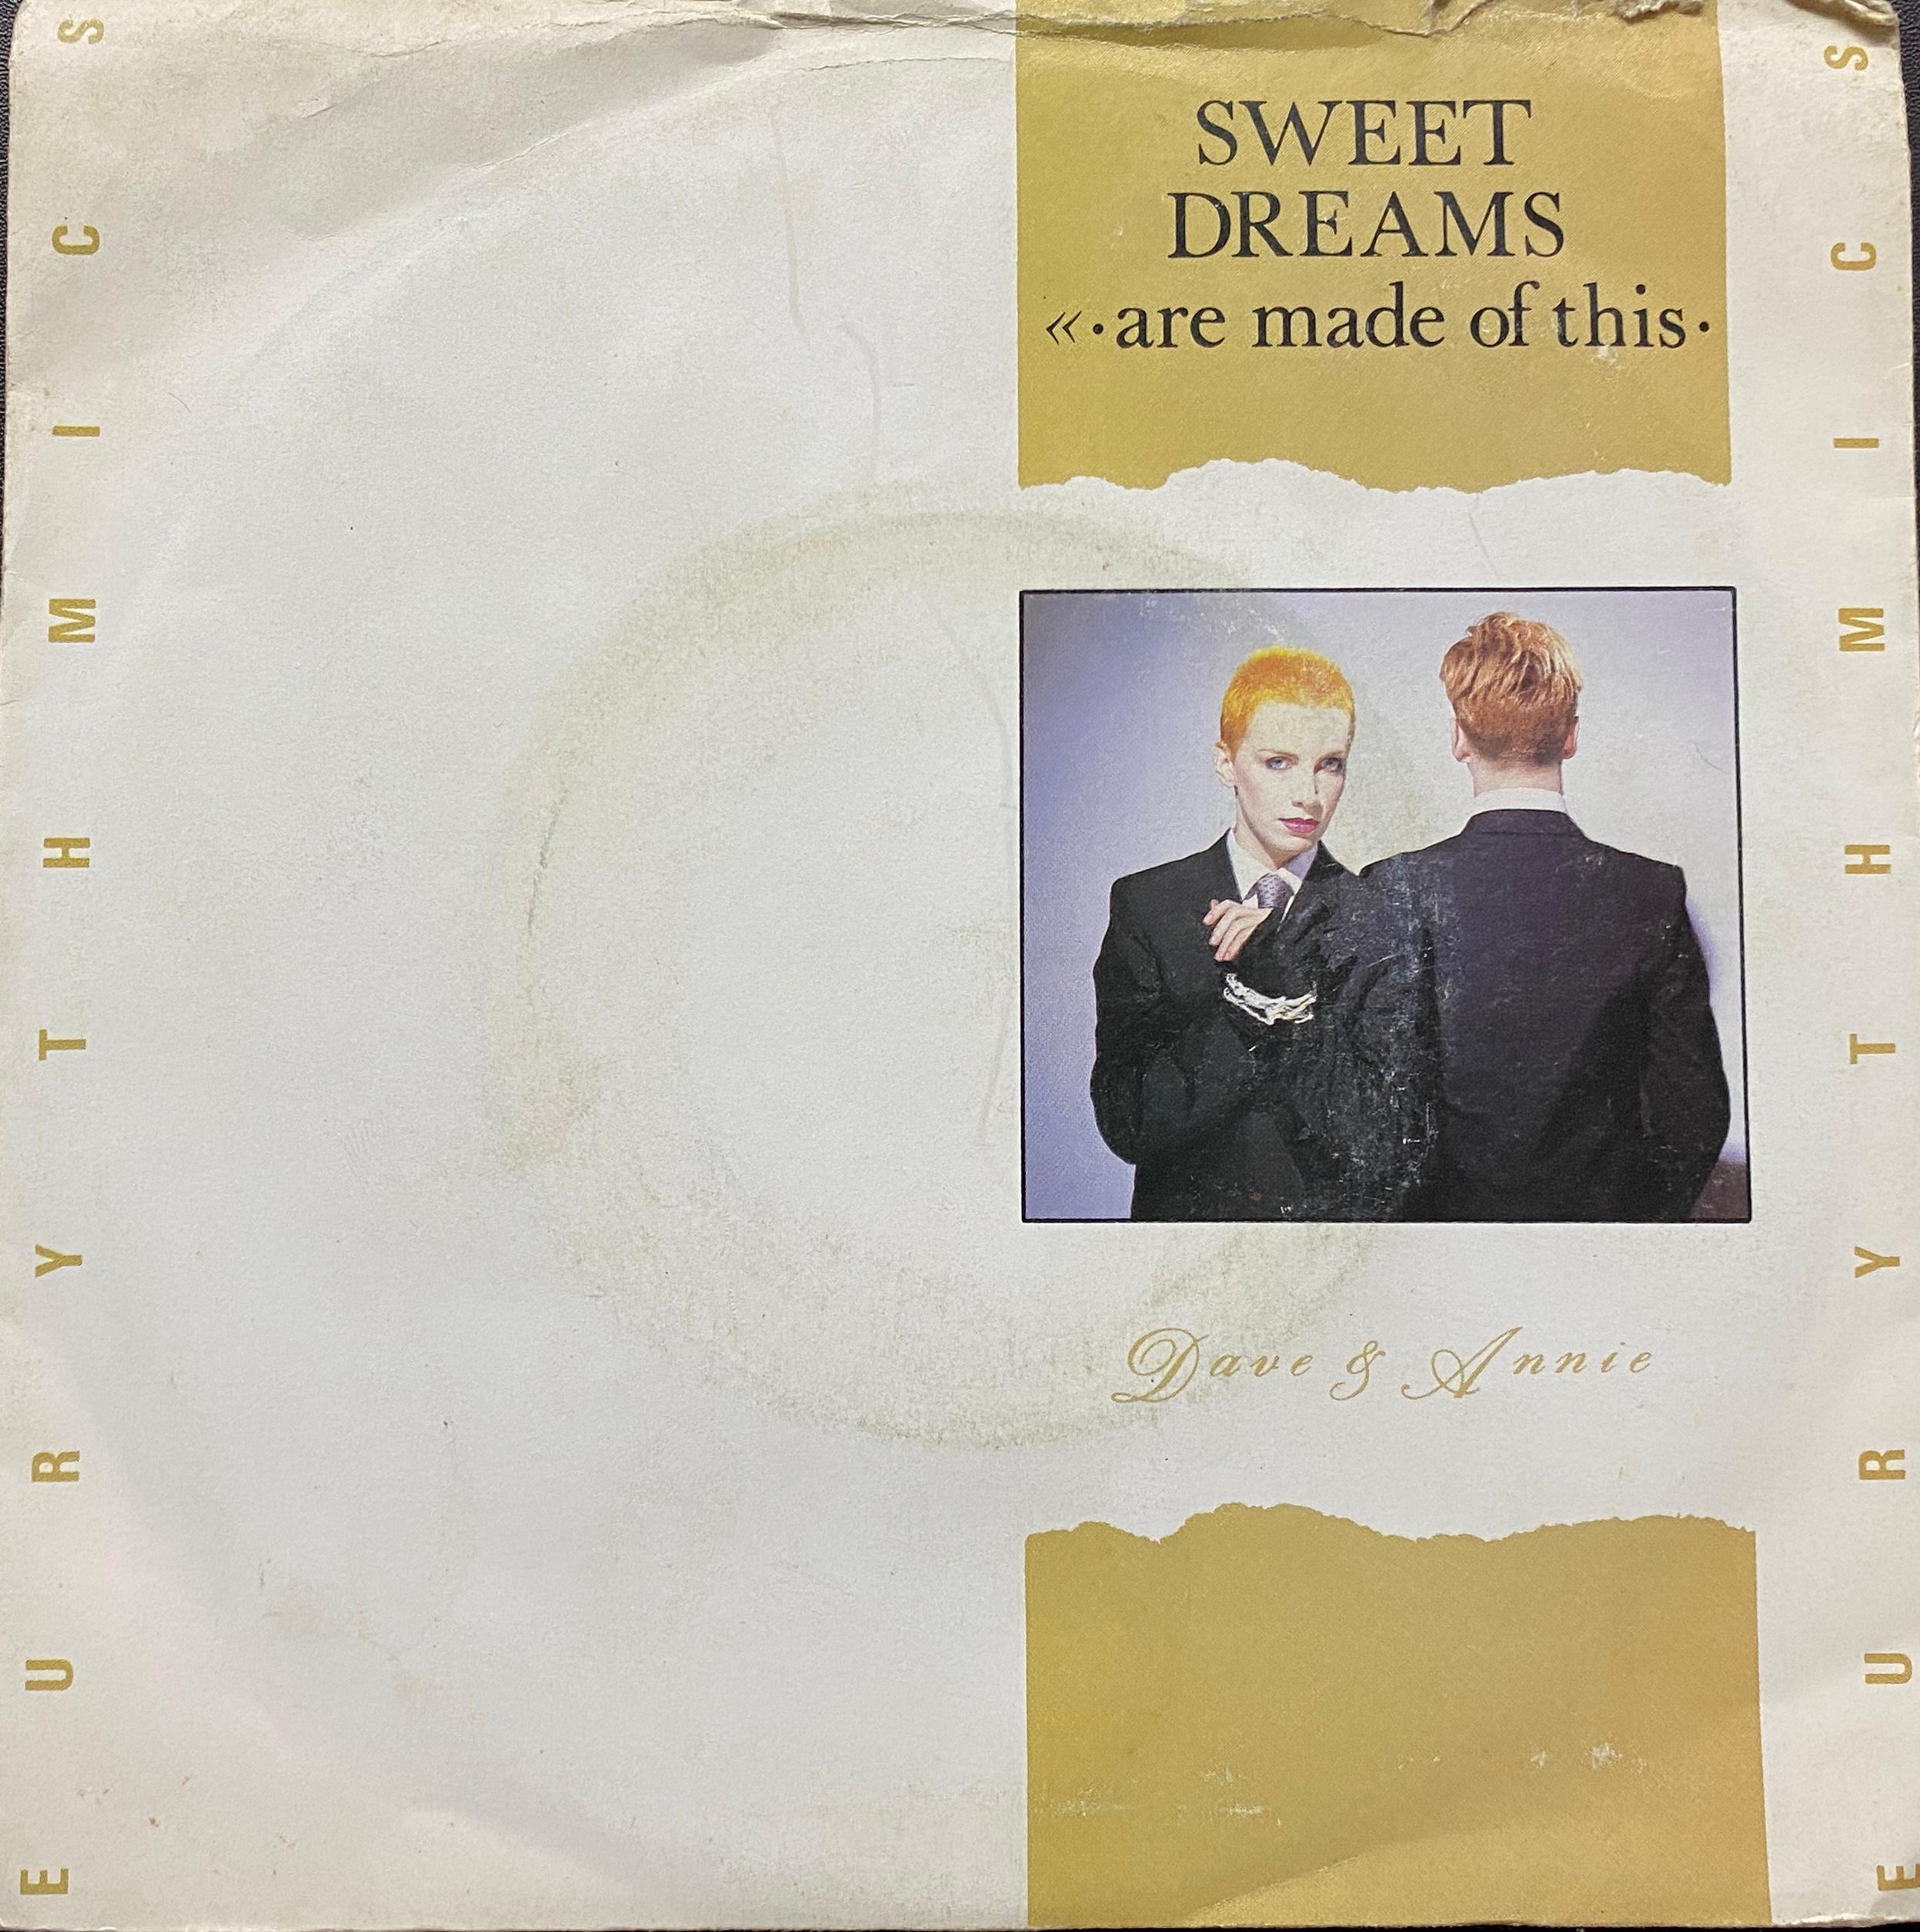 EURYTHMICS
SWEET
DREAMS
«·are made of this·
Dave & Annie
EURYTHMICS